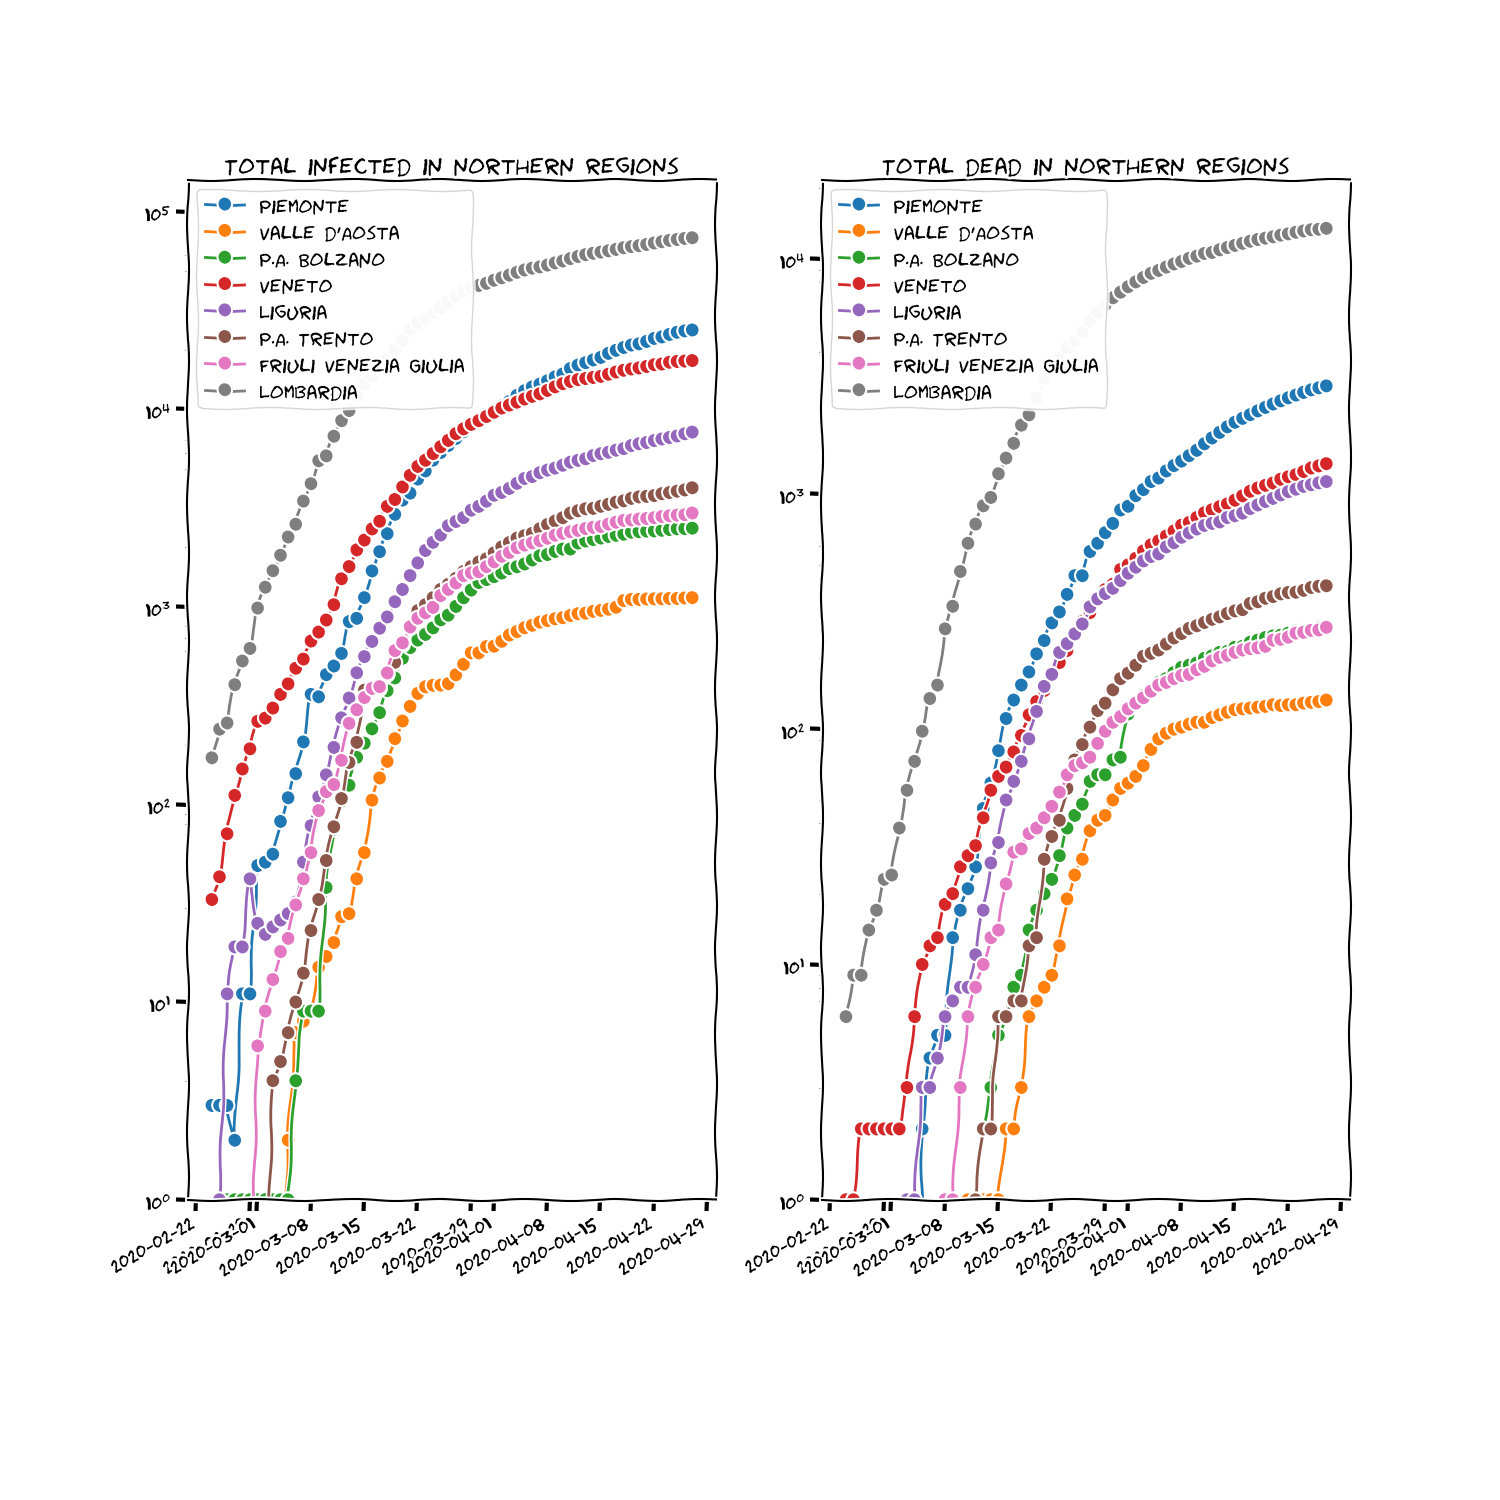 TOTAL INFECTED IN NORTHERN REGIONS
10⁵
10⁴
10³
10²
10¹
10⁰
PIEMONTE
VALLE D'AOSTA
P.A. BOLZANO
VENETO
LIGURIA
P.A. TRENTO
FRIULI VENEZIA GIULIA
LOMBARDIA
2020-02-22
2020-03-01
2020-03-08
2020-03-15
2020-03-22
2020-03-29
2020-04-01
2020-04-08
2020-04-15
2020-04-22
2020-04-29
TOTAL DEAD IN NORTHERN REGIONS
10⁴
10³
10²
10¹
10⁰
PIEMONTE
VALLE D'AOSTA
P.A. BOLZANO
VENETO
LIGURIA
P.A. TRENTO
FRIULI VENEZIA GIULIA
LOMBARDIA
2020-02-22
2020-03-01
2020-03-08
2020-03-15
2020-03-22
2020-03-29
2020-04-01
2020-04-08
2020-04-15
2020-04-22
2020-04-29